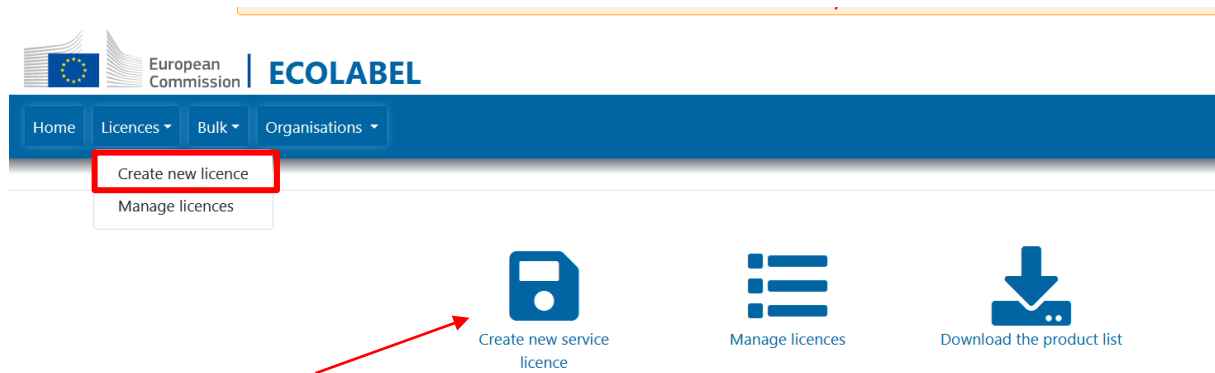 European
Commission
ECOLABEL
Home Licences Bulk Organisations
Create new licence
Manage licences
Create new service
licence
Manage licences
Download the product list